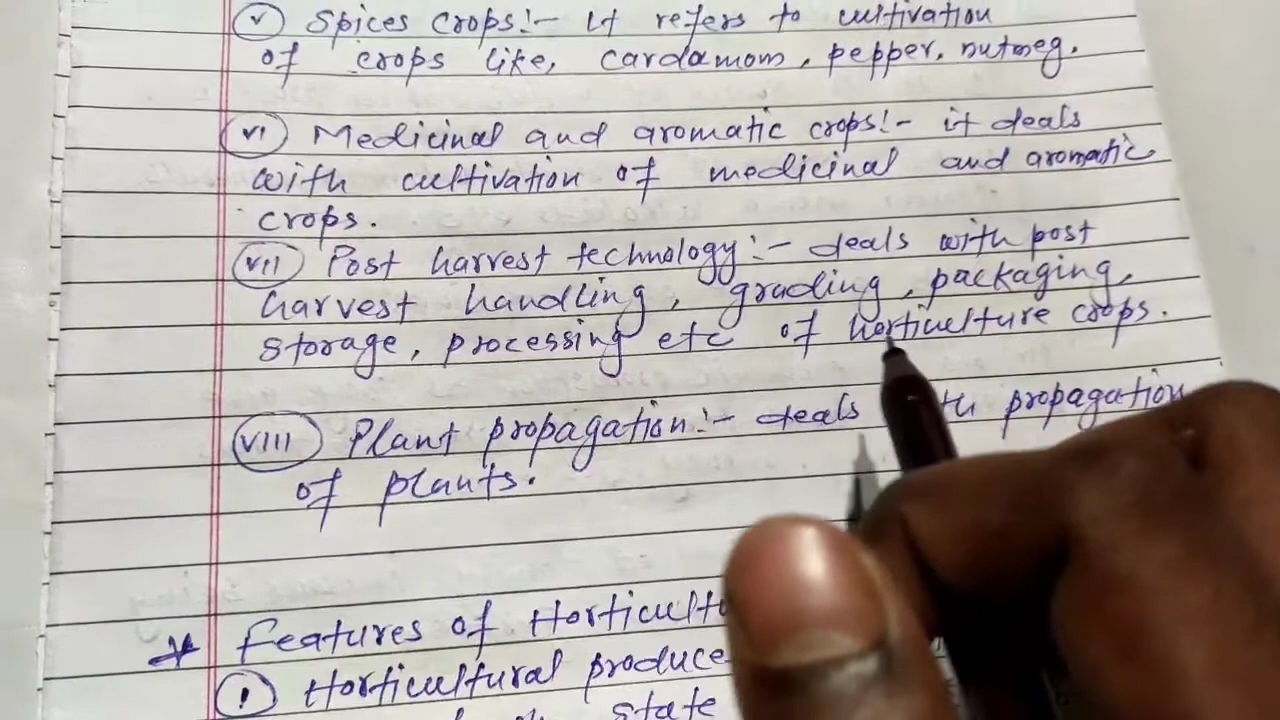 (v) Spices crops:- it refers to cultivation
of crops like, cardamom, pepper, nutmeg.
(vi) Medicinal and aromatic crops:- it deals
with cultivation of medicinal and aromatic
crops.
(vii) Post harvest technology:- deals with post
harvest handling, grading, packaging,
storage, processing etc of horticulture crops.
(viii) Plant propagation:- deals propagation
of plants.
* Features of
(1) Horticultural produce
state